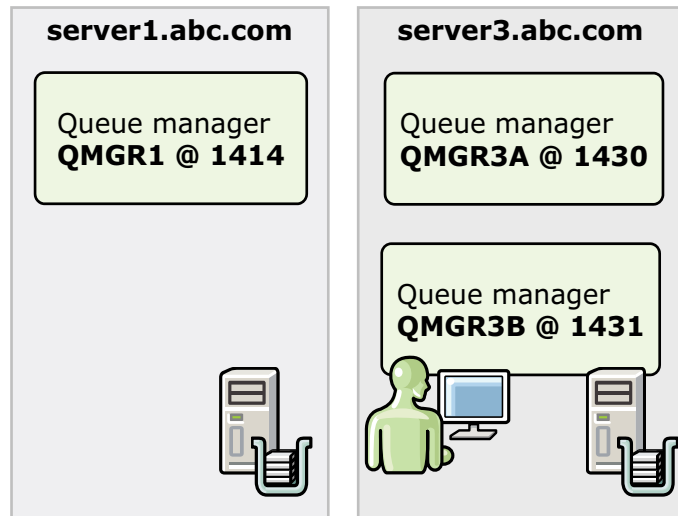 server1.abc.com
Queue manager
QMGR1 @ 1414
server3.abc.com
Queue manager
QMGR3A @ 1430
Queue manager
QMGR3B @ 1431